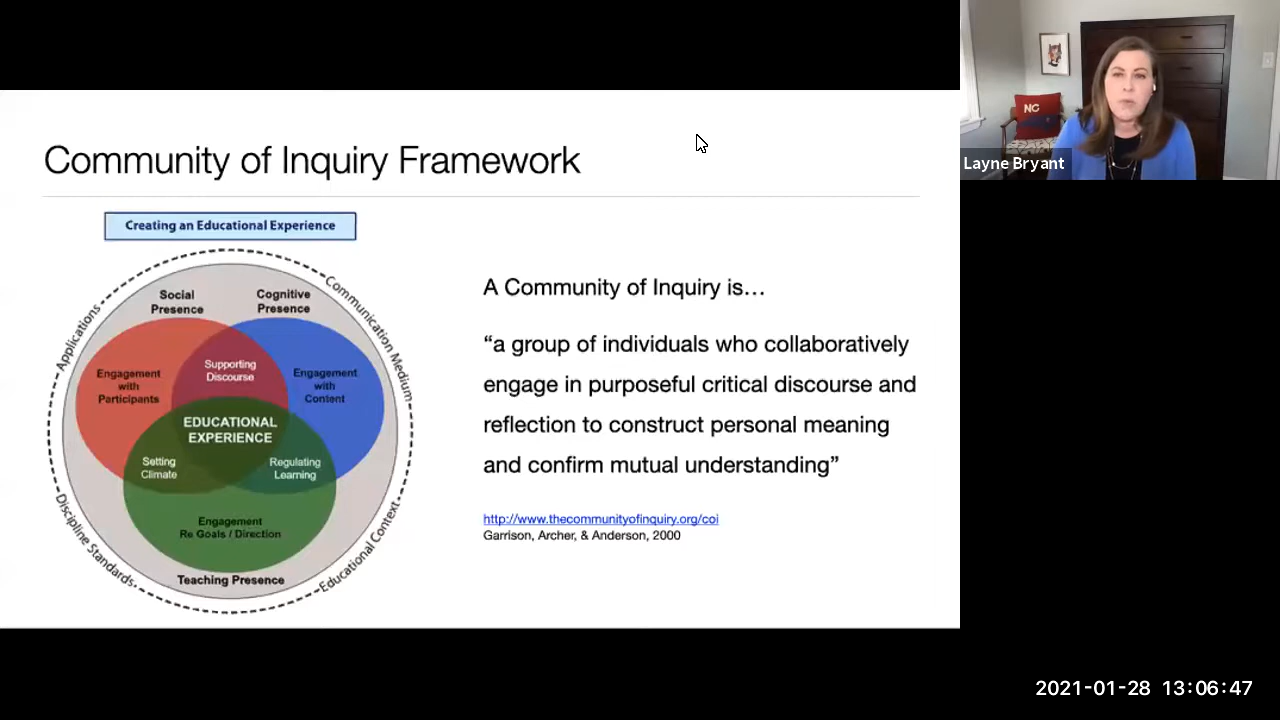 Community of Inquiry Framework
Creating an Educational Experience
Social
Presence
Cognitive
Presence
Applications
Communication Medium
Supporting
Discourse
Engagement
with
Participants
Engagement
with
Content
EDUCATIONAL
EXPERIENCE
Setting
Climate
Regulating
Learning
Engagement
Re Goals / Direction
Teaching Presence
Discipline Standards
Educational Context
A Community of Inquiry is…
“a group of individuals who collaboratively
engage in purposeful critical discourse and
reflection to construct personal meaning
and confirm mutual understanding”
http://www.thecommunityofinquiry.org/coi
Garrison, Archer, & Anderson, 2000
NC
Layne Bryant
2021-01-28 13:06:47